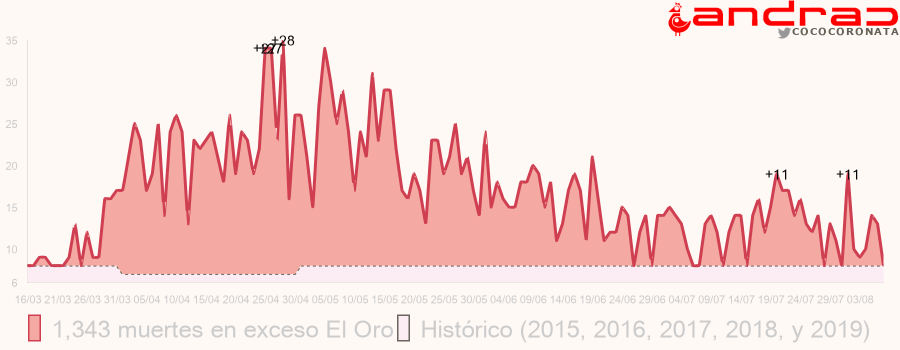 andrac
COCOCORONATA
+28
+27
+11
+11
35
30
25
20
15
10
6
16/03 21/03 26/03 31/03 05/04 10/04 15/04 20/04 25/04 30/04 05/05 10/05 15/05 20/05 25/05 30/05 04/06 09/06 14/06 19/06 24/06 29/06 04/07 09/07 14/07 19/07 24/07 29/07 03/08
1,343 muertes en exceso El Oro Histórico (2015, 2016, 2017, 2018, y 2019)